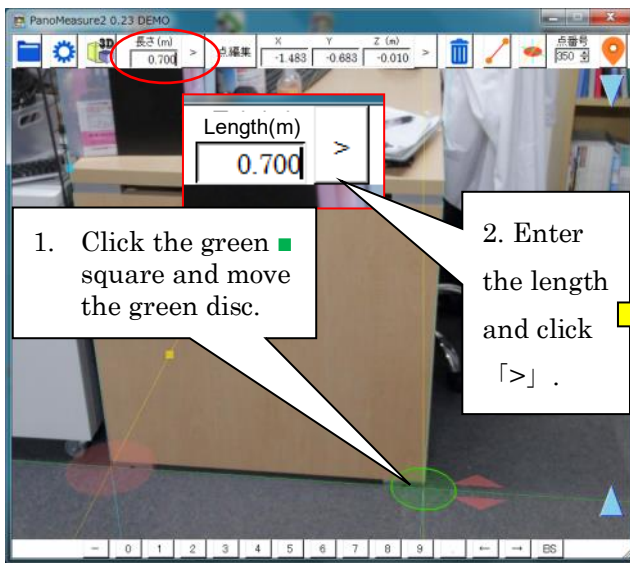 PanoMeasure2 0.23 DEMO
3D 長さ(m) 0.700 > 点編集 X -1.483 Y -0.683 Z (m) -0.010 > 点番号 350
Length(m)
0.700 >
1. Click the green ■
square and move
the green disc.
2. Enter
the length
and click
「>」.
- 0 1 2 3 4 5 6 7 8 9 . ← → BS